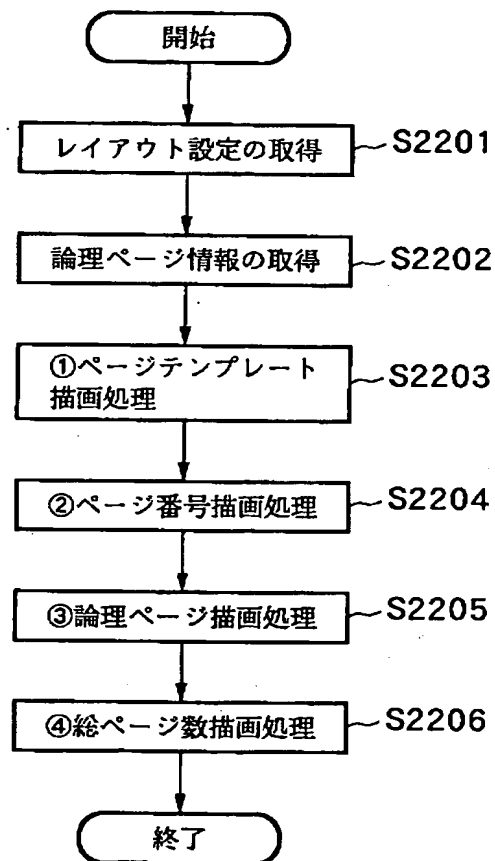 開始
レイアウト設定の取得
S2201
論理ページ情報の取得
S2202
①ページテンプレート
描画処理
S2203
②ページ番号描画処理
S2204
③論理ページ描画処理
S2205
④総ページ数描画処理
S2206
終了